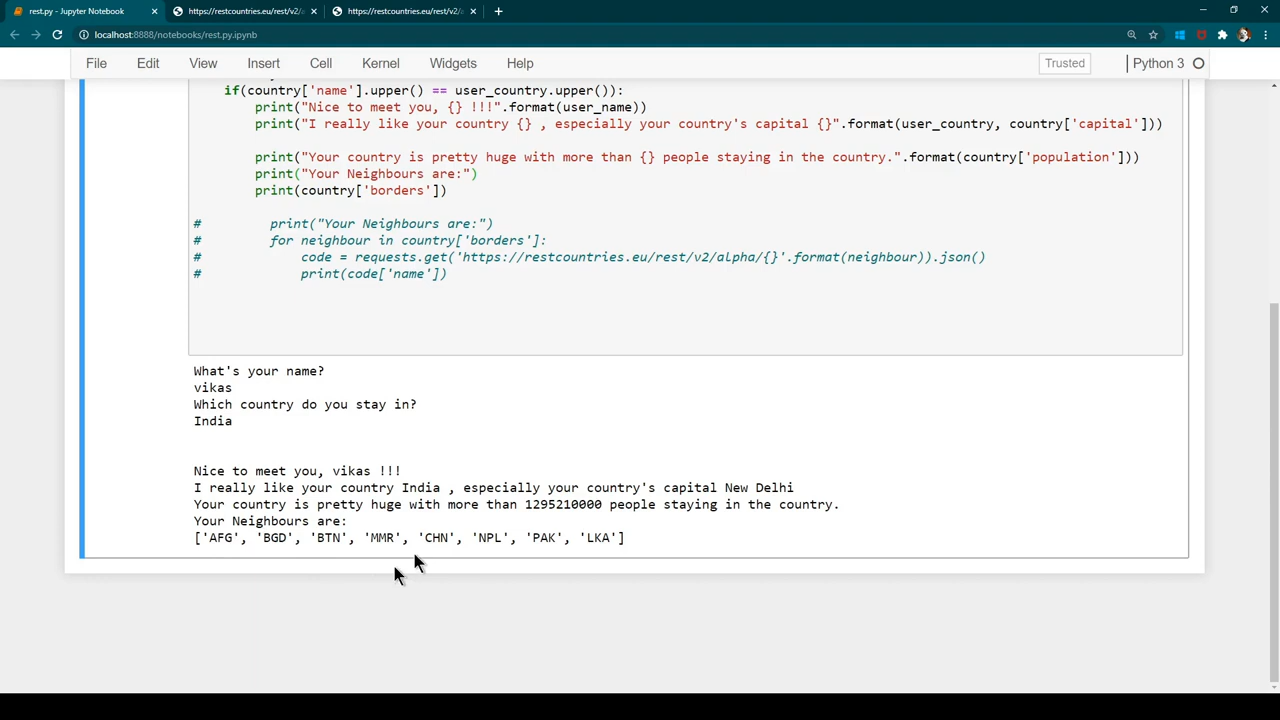 rest.py - Jupyter Notebook
https://restcountries.eu/rest/v2/a
https://restcountries.eu/rest/v2/a
localhost:8888/notebooks/rest.py.ipynb
File Edit View Insert Cell Kernel Widgets Help Trusted Python 3
if(country['name'].upper() == user_country.upper()):
print("Nice to meet you, {} !!!".format(user_name))
print("I really like your country {} , especially your country's capital {}".format(user_country, country['capital']))
print("Your country is pretty huge with more than {} people staying in the country.".format(country['population']))
print("Your Neighbours are:")
print(country['borders'])
# print("Your Neighbours are:")
# for neighbour in country['borders']:
# code = requests.get('https://restcountries.eu/rest/v2/alpha/{}'.format(neighbour)).json()
# print(code['name'])
What's your name?
vikas
Which country do you stay in?
India
Nice to meet you, vikas !!!
I really like your country India , especially your country's capital New Delhi
Your country is pretty huge with more than 1295210000 people staying in the country.
Your Neighbours are:
['AFG', 'BGD', 'BTN', 'MMR', 'CHN', 'NPL', 'PAK', 'LKA']